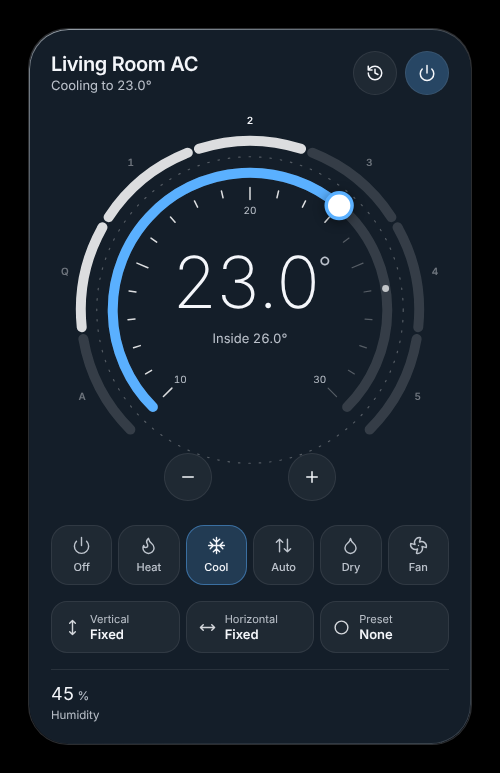 Living Room AC
Cooling to 23.0°
2
1
3
20
Q
4
23.0°
Inside 26.0°
10
30
A
5
Off
Heat
Cool
Auto
Dry
Fan
Vertical
Fixed
Horizontal
Fixed
Preset
None
45 %
Humidity